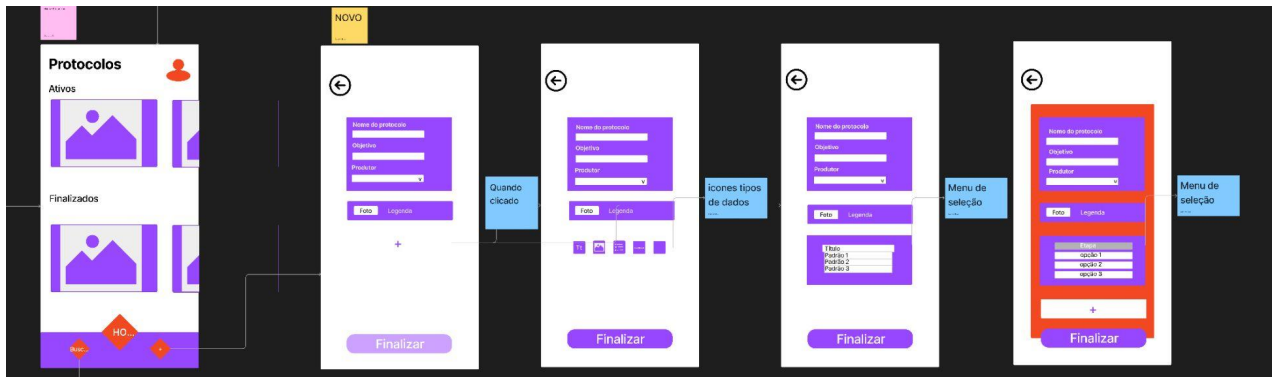 NOVO
Protocolos
Ativos
Finalizados
HO...
Busc...
+
Nome do protocolo
Objetivo
Produtor
v
Foto Legenda
+
Finalizar
Quando
clicado
Nome do protocolo
Objetivo
Produtor
v
Foto Legenda
Tt
Finalizar
icones tipos
de dados
Nome do protocolo
Objetivo
Produtor
v
Foto Legenda
Título
Padrão 1
Padrão 2
Padrão 3
Finalizar
Menu de
seleção
Nome do protocolo
Objetivo
Produtor
v
Foto Legenda
Etapa
opção 1
opção 2
opção 3
+
Finalizar
Menu de
seleção